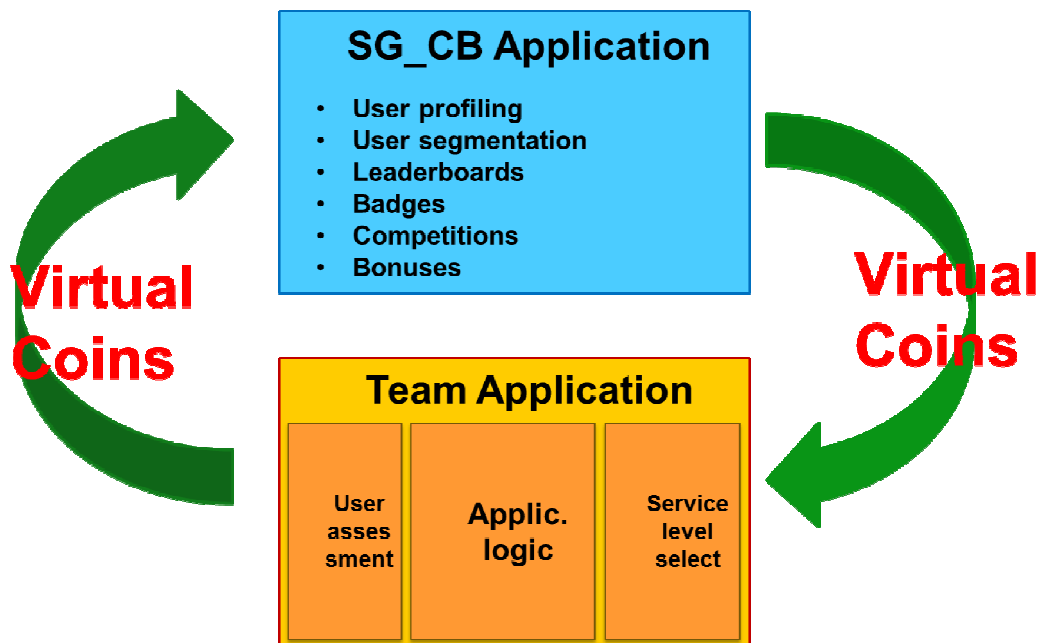 SG_CB Application
• User profiling
• User segmentation
• Leaderboards
• Badges
• Competitions
• Bonuses
Virtual
Coins
Virtual
Coins
Team Application
User
asses
sment
Applic.
logic
Service
level
select